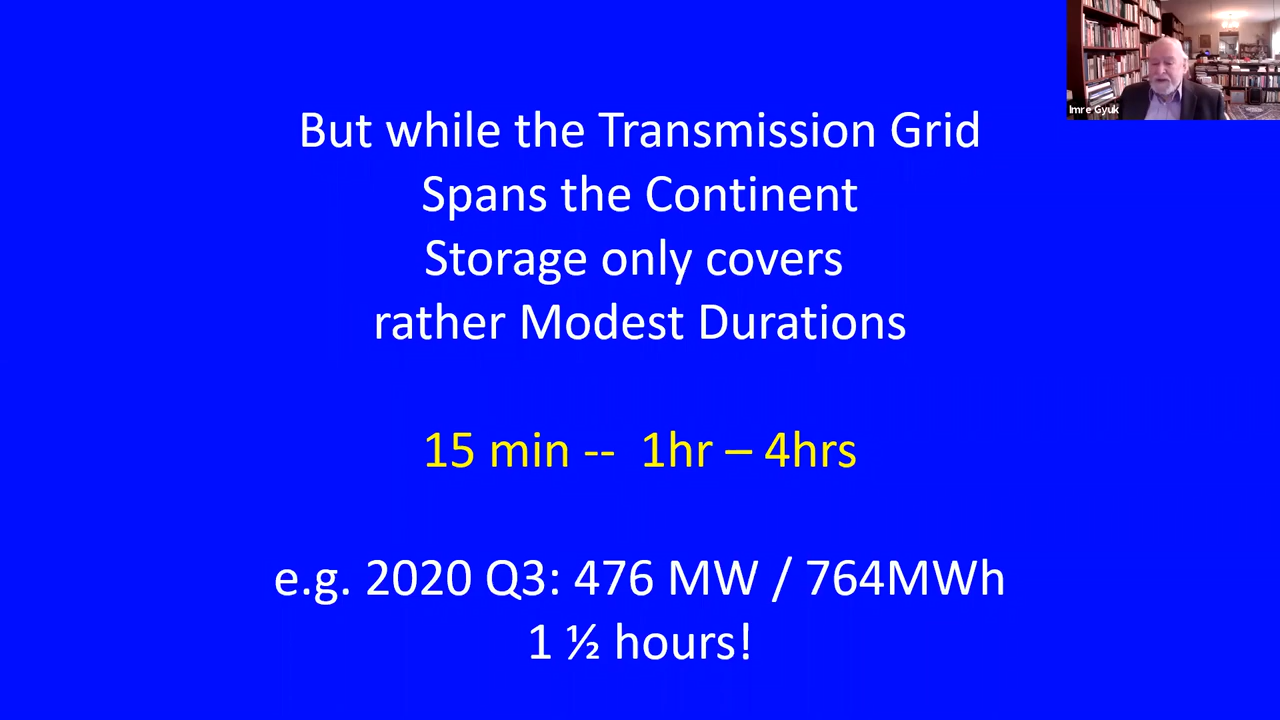 But while the Transmission Grid
Spans the Continent
Storage only covers
rather Modest Durations
15 min -- 1hr – 4hrs
e.g. 2020 Q3: 476 MW / 764MWh
1 ½ hours!
Imre Gyuk